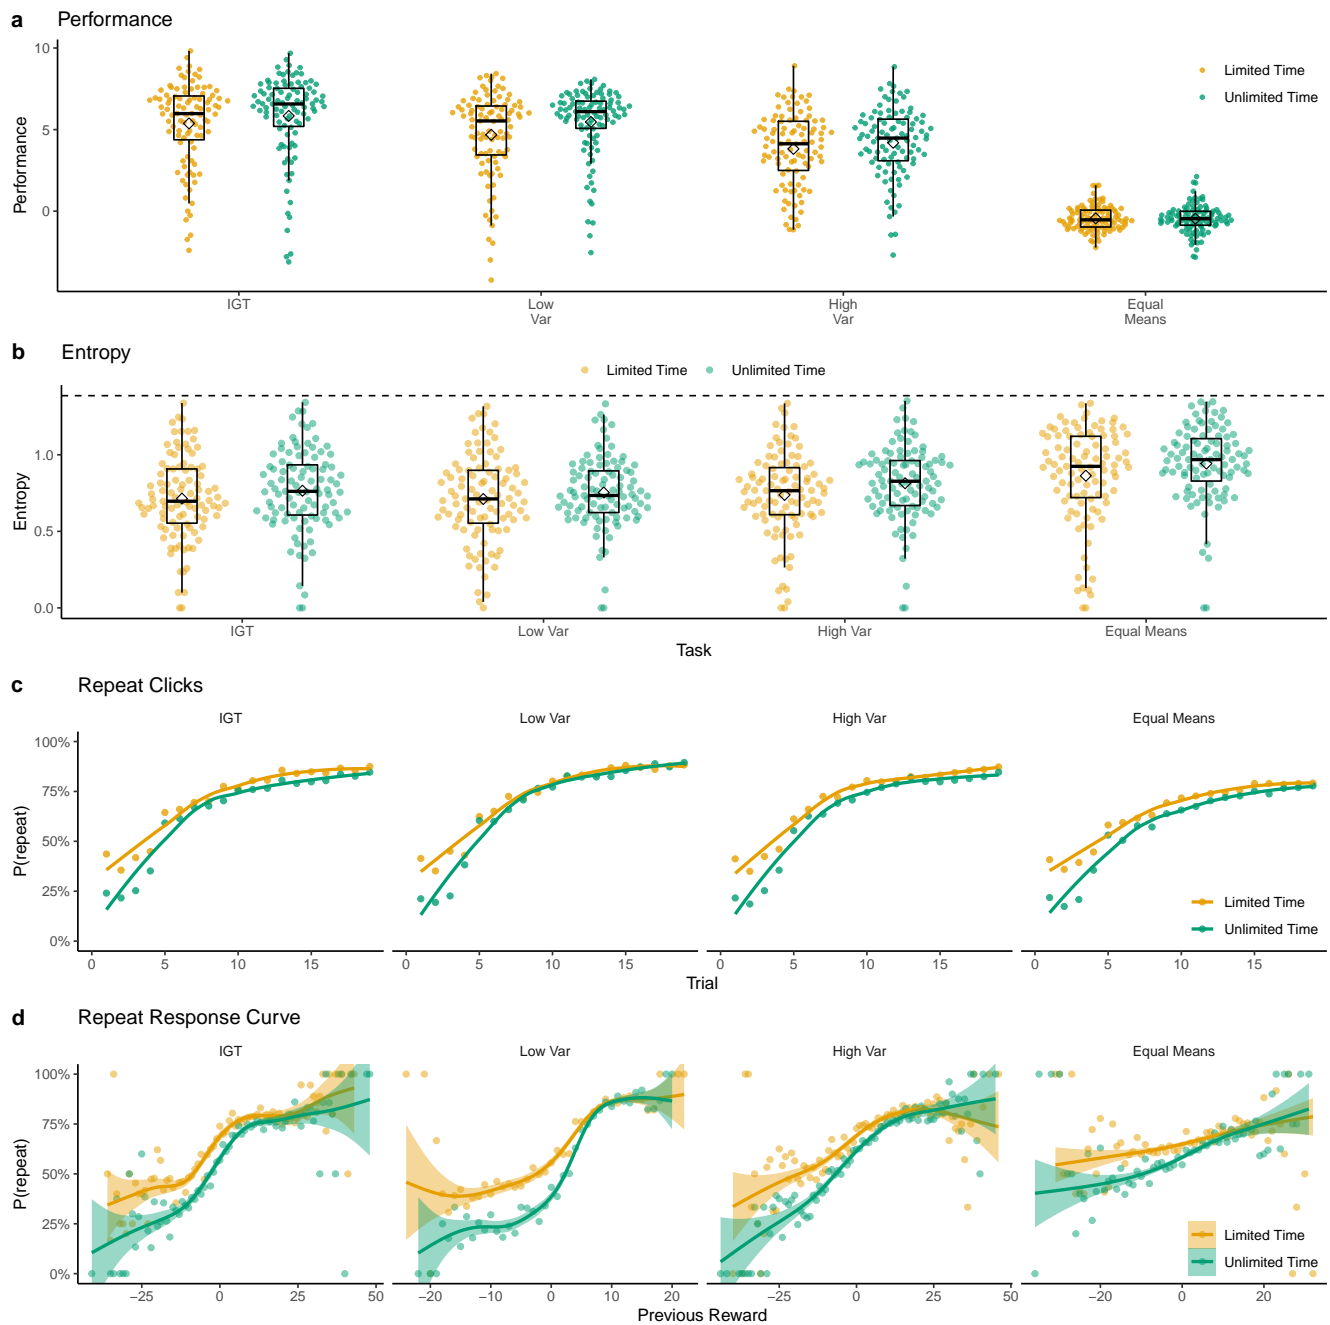 a Performance
10
5
0
Performance
Limited Time
Unlimited Time
IGT
Low
Var
High
Var
Equal
Means
b Entropy
Limited Time Unlimited Time
1.0
0.5
0.0
Entropy
IGT Low Var High Var Equal Means
Task
c Repeat Clicks
IGT Low Var High Var Equal Means
100%
75%
50%
25%
0%
P(repeat)
Limited Time
Unlimited Time
0 5 10 15 0 5 10 15 0 5 10 15 0 5 10 15
Trial
d Repeat Response Curve
IGT Low Var High Var Equal Means
100%
75%
50%
25%
0%
P(repeat)
Limited Time
Unlimited Time
−25 0 25 50 −20 −10 0 10 20 −25 0 25 50 −20 0 20
Previous Reward